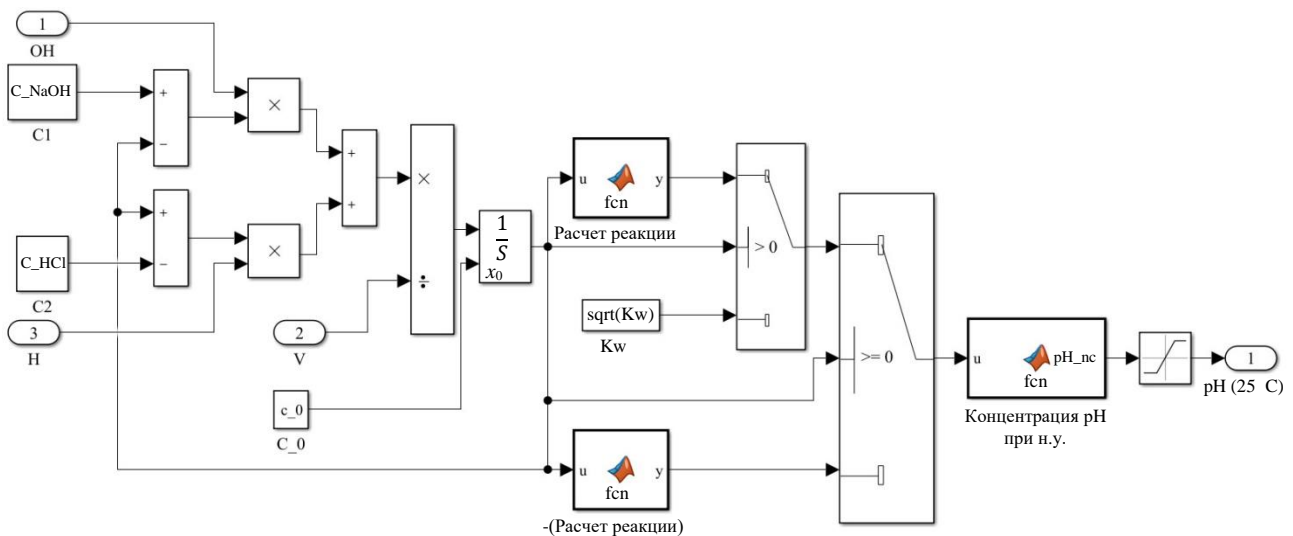 1
OH
C_NaOH
C1
+
−
×
+
−
×
C_HCl
C2
3
H
+
+
×
÷
2
V
c_0
C_0
1
S
x₀
u
y
fcn
Расчет реакции
> 0
sqrt(Kw)
Kw
u
y
fcn
-(Расчет реакции)
>= 0
u
pH_nc
fcn
Концентрация pH
при н.у.
1
pH (25 C)